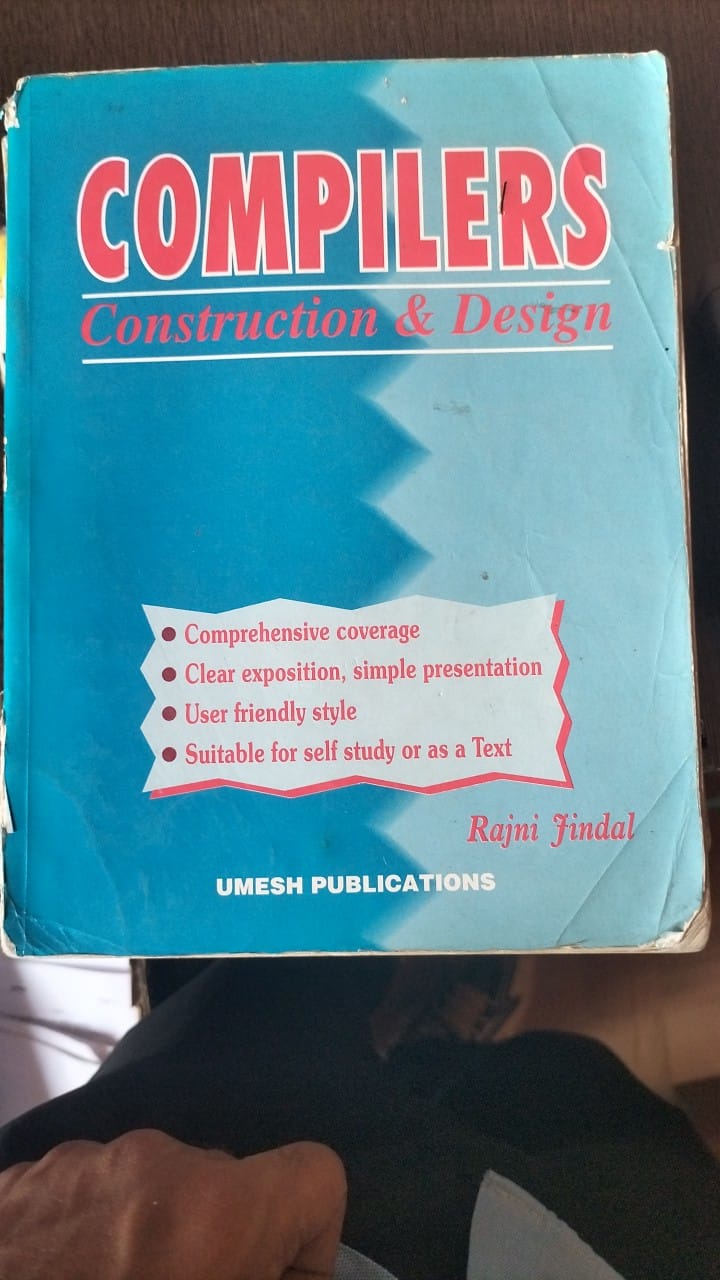 COMPILERS
Construction & Design
● Comprehensive coverage
● Clear exposition, simple presentation
● User friendly style
● Suitable for self study or as a Text
Rajni Jindal
UMESH PUBLICATIONS